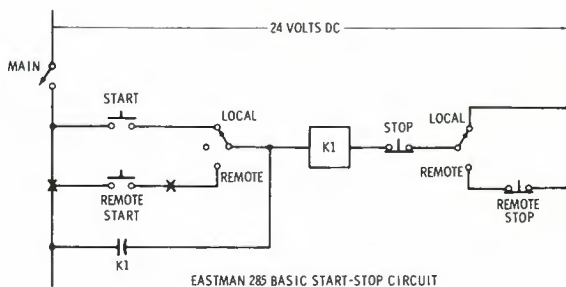 24 VOLTS DC
MAIN
START
LOCAL
REMOTE
REMOTE
START
K1
K1
STOP
LOCAL
REMOTE
REMOTE
STOP
EASTMAN 285 BASIC START-STOP CIRCUIT